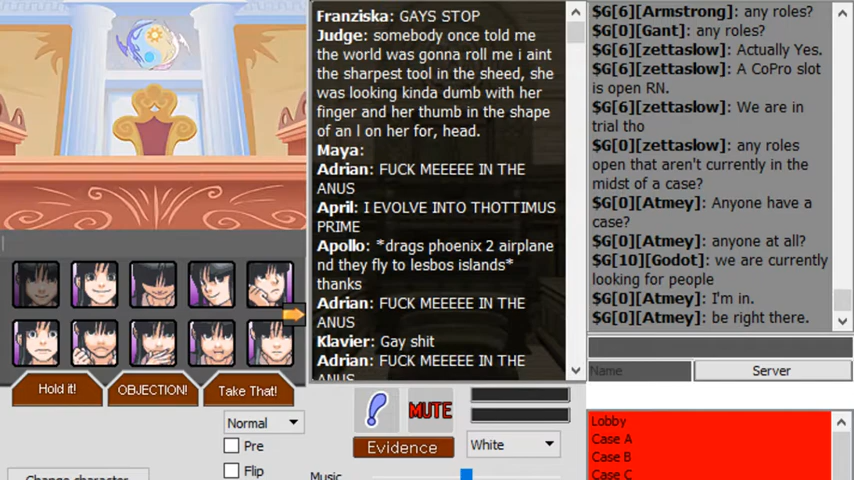 Franziska: GAYS STOP
Judge: somebody once told me
the world was gonna roll me i aint
the sharpest tool in the sheed, she
was looking kinda dumb with her
finger and her thumb in the shape
of an l on her for, head.
Maya:
Adrian: FUCK MEEEEE IN THE
ANUS
April: I EVOLVE INTO THOTTIMUS
PRIME
Apollo: *drags phoenix 2 airplane
nd they fly to lesbos islands*
thanks
Adrian: FUCK MEEEEE IN THE
ANUS
Klavier: Gay shit
Adrian: FUCK MEEEEE IN THE
ANUS
$G[6][Armstrong]: any roles?
$G[0][Gant]: any roles?
$G[6][zettaslow]: Actually Yes.
$G[6][zettaslow]: A CoPro slot
is open RN.
$G[6][zettaslow]: We are in
trial tho
$G[0][zettaslow]: any roles
open that aren't currently in the
midst of a case?
$G[0][Atmey]: Anyone have a
case?
$G[0][Atmey]: anyone at all?
$G[10][Godot]: we are currently
looking for people
$G[0][Atmey]: I'm in.
$G[0][Atmey]: be right there.
Name
Server
Hold it!
OBJECTION!
Take That!
Normal
Pre
Flip
Change character
MUTE
Evidence
White
Music
Lobby
Case A
Case B
Case C